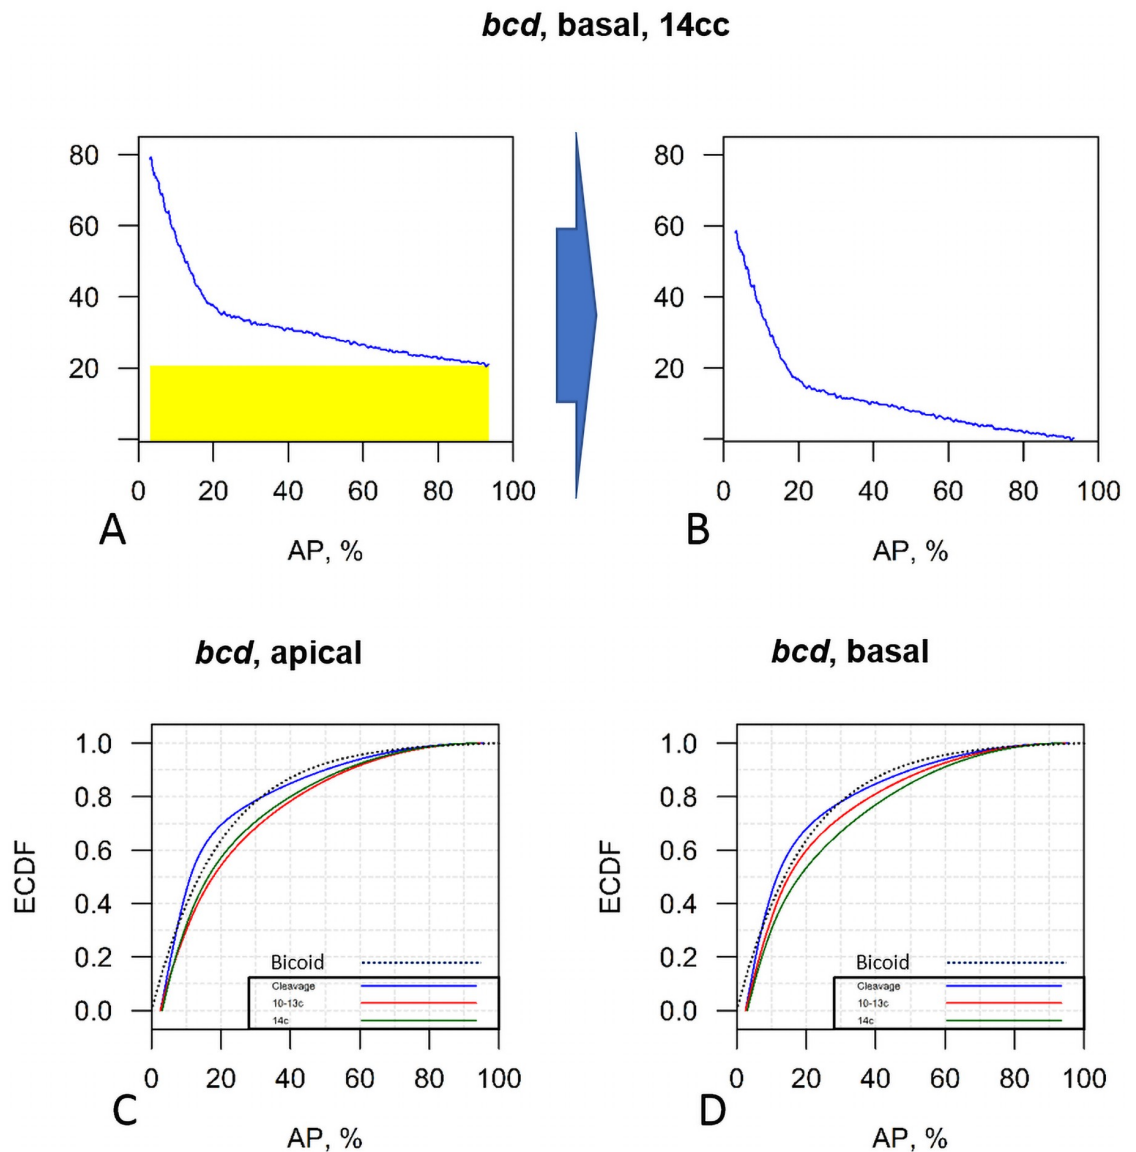 bcd, basal, 14cc
80
60
40
20
0 20 40 60 80 100
AP, %
A
80
60
40
20
0 20 40 60 80 100
AP, %
B
bcd, apical
1.0
0.8
0.6
0.4
0.2
0.0
ECDF
Bicoid
Cleavage
10-13c
14c
0 20 40 60 80 100
AP, %
C
bcd, basal
1.0
0.8
0.6
0.4
0.2
0.0
ECDF
Bicoid
Cleavage
10-13c
14c
0 20 40 60 80 100
AP, %
D